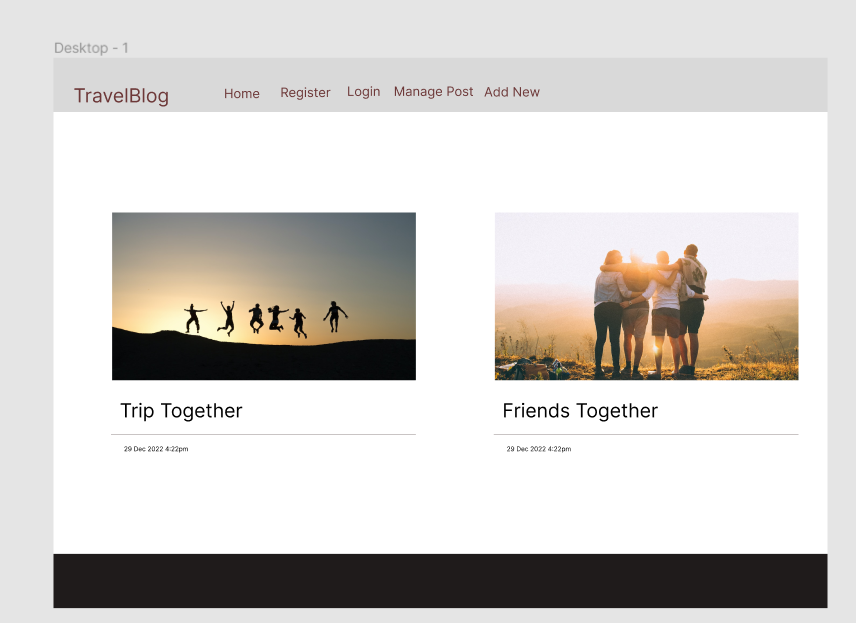 Desktop - 1
TravelBlog Home Register Login Manage Post Add New
Trip Together
29 Dec 2022 4:22pm
Friends Together
29 Dec 2022 4:22pm